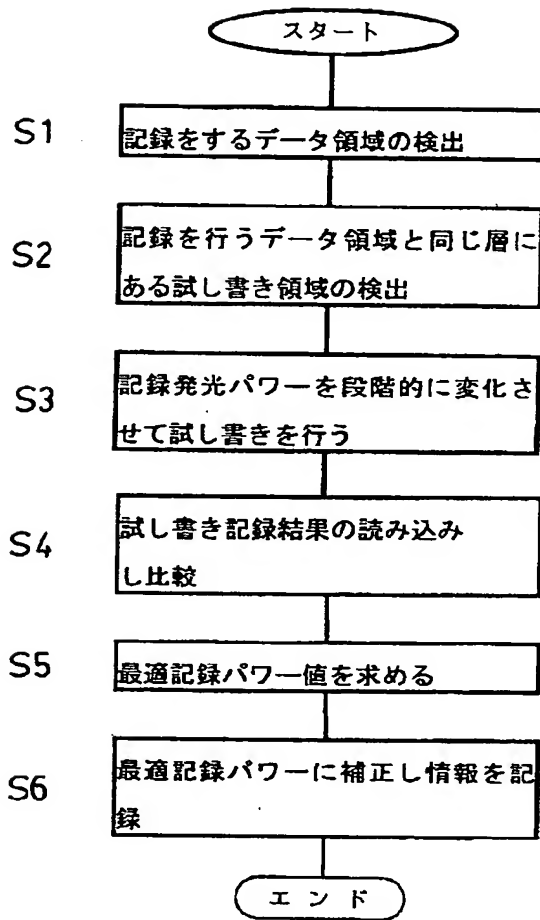 スタート
S1
記録をするデータ領域の検出
S2
記録を行うデータ領域と同じ層に
ある試し書き領域の検出
S3
記録発光パワーを段階的に変化さ
せて試し書きを行う
S4
試し書き記録結果の読み込み
し比較
S5
最適記録パワー値を求める
S6
最適記録パワーに補正し情報を記
録
エンド